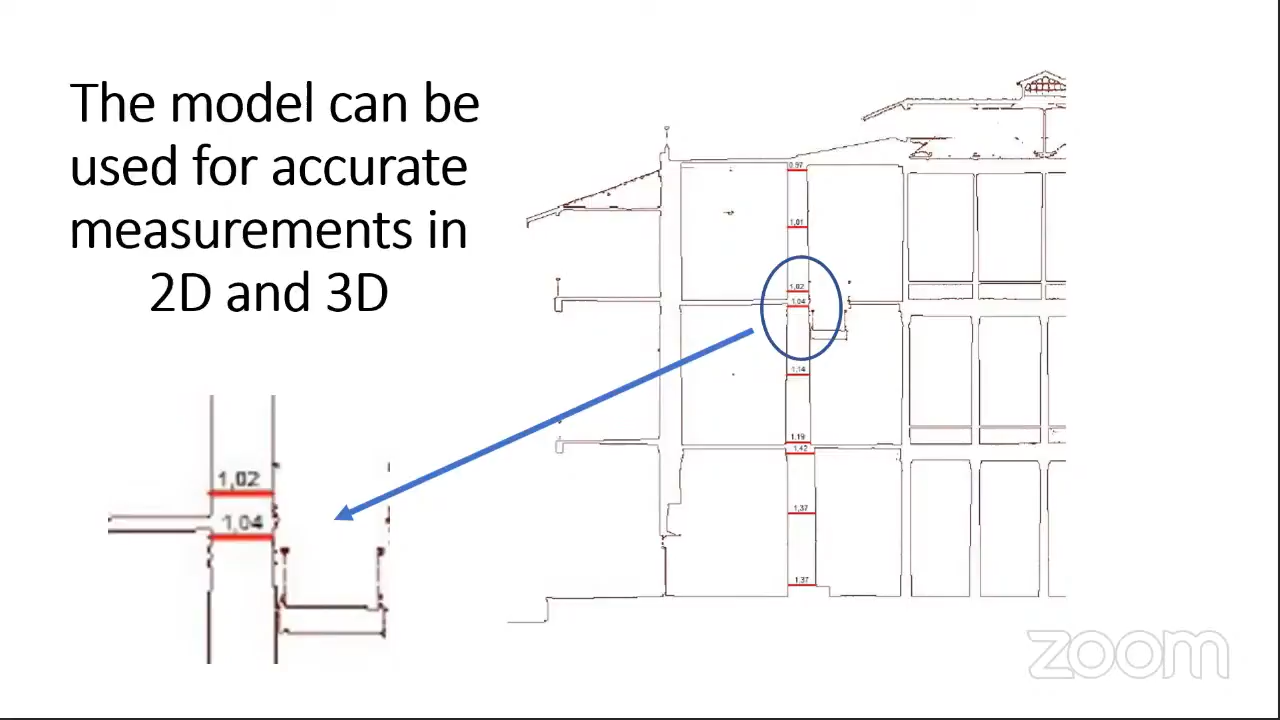 The model can be
used for accurate
measurements in
2D and 3D
0.97
1,01
1,02
1.04
1,14
1.19
1,42
1,37
1,37
1,02
1,04
zoom